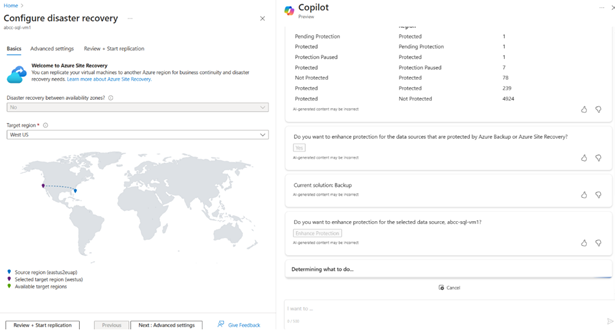 Home >
Configure disaster recovery
abcc-sql-vm1
Basics Advanced settings Review + Start replication
Welcome to Azure Site Recovery
You can replicate your virtual machines to another Azure region for business continuity and disaster
recovery needs. Learn more about Azure Site Recovery.
Disaster recovery between availability zones?
No
Target region *
West US
Source region (eastus2euap)
Selected target region (westus)
Available target regions
Review + Start replication Previous Next : Advanced settings Give Feedback
Copilot
Preview
Region
Pending Protection Protected 1
Protected Pending Protection 1
Protection Paused Protected 1
Protected Protection Paused 7
Not Protected Protected 78
Protected Protected 239
Protected Not Protected 4924
AI-generated content may be incorrect
Do you want to enhance protection for the data sources that are protected by Azure Backup or Azure Site Recovery?
Yes
AI-generated content may be incorrect
Current solution: Backup
AI-generated content may be incorrect
Do you want to enhance protection for the selected data source, abcc-sql-vm1?
Enhance Protection
AI-generated content may be incorrect
Determining what to do...
Cancel
I want to ...